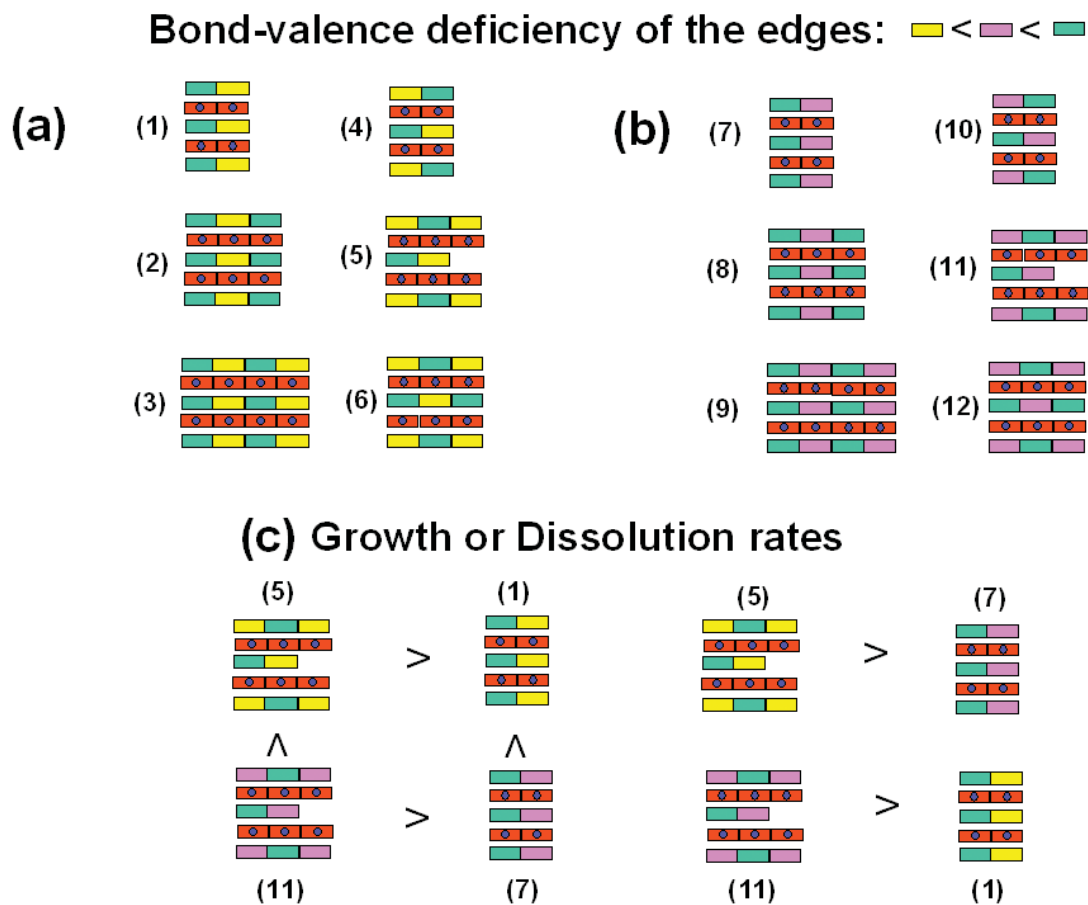 Bond-valence deficiency of the edges: < <
(a) (b)
(1) (4) (7) (10)
(2) (5) (8) (11)
(3) (6) (9) (12)
(c) Growth or Dissolution rates
(5) (1) (5) (7)
> >
∧ ∧
> >
(11) (7) (11) (1)